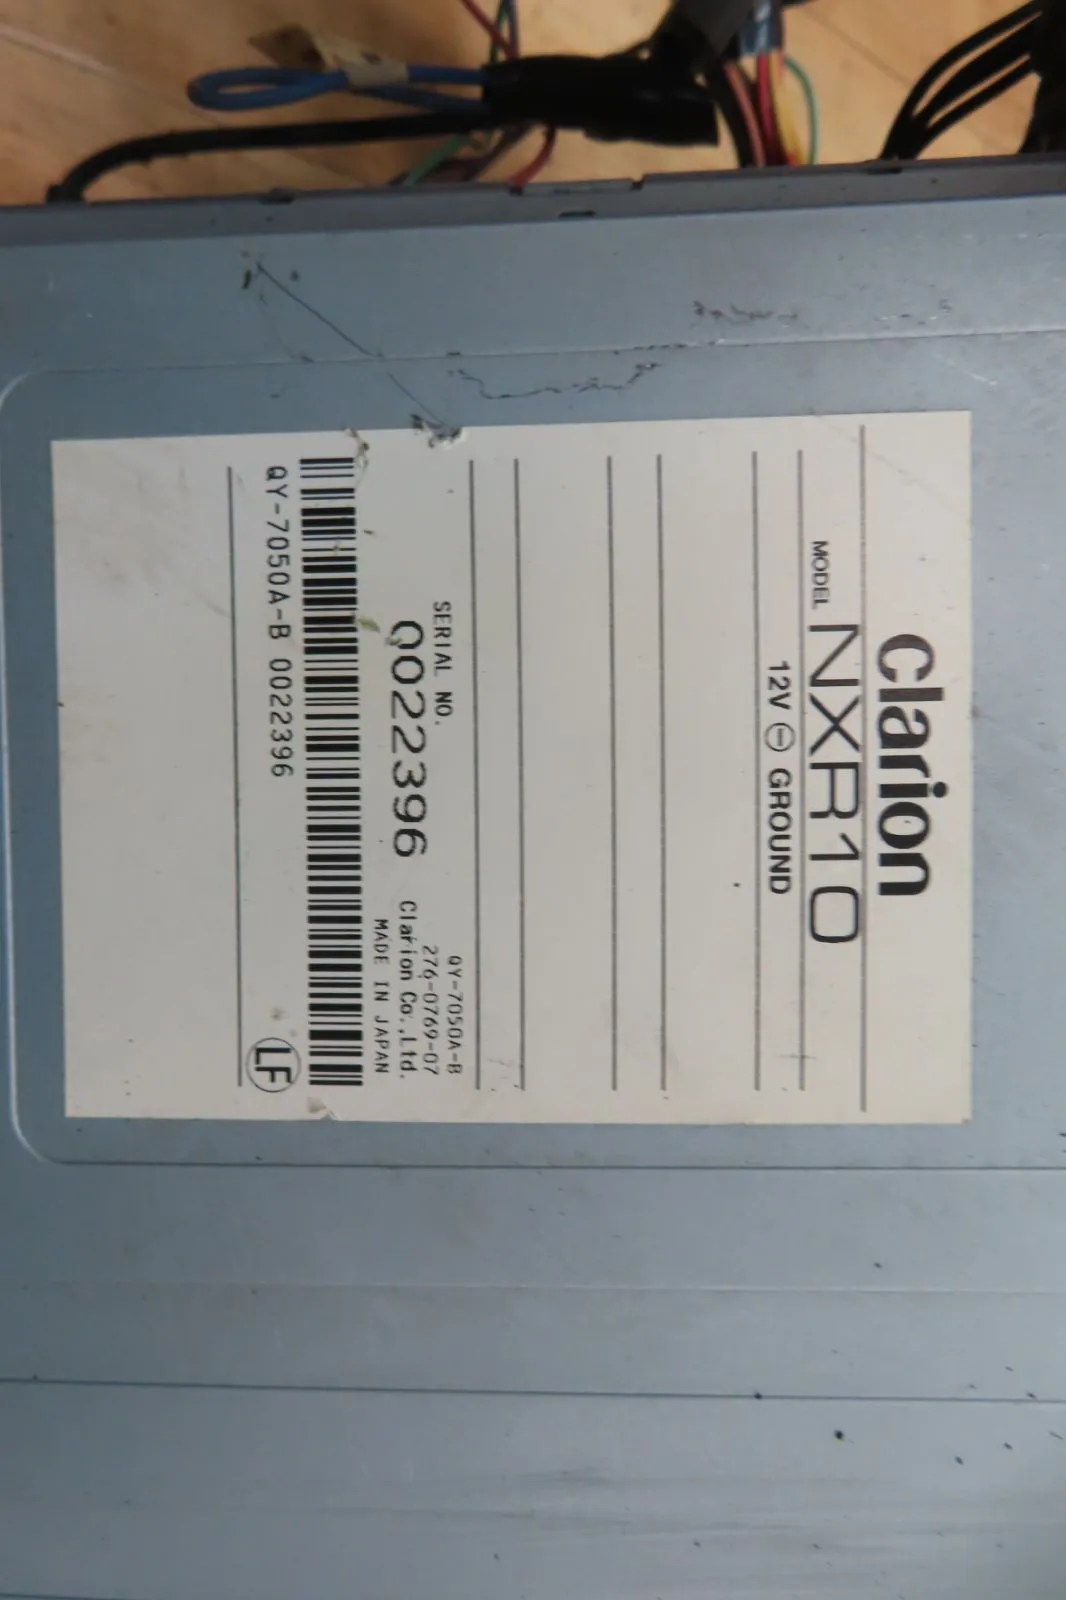 Clarion
MODEL NXR10
12V ⊖ GROUND
QY-7050A-B
SERIAL NO. 276-0769-07
0022396 Clarion Co.,Ltd.
MADE IN JAPAN
QY-7050A-B 0022396
LF